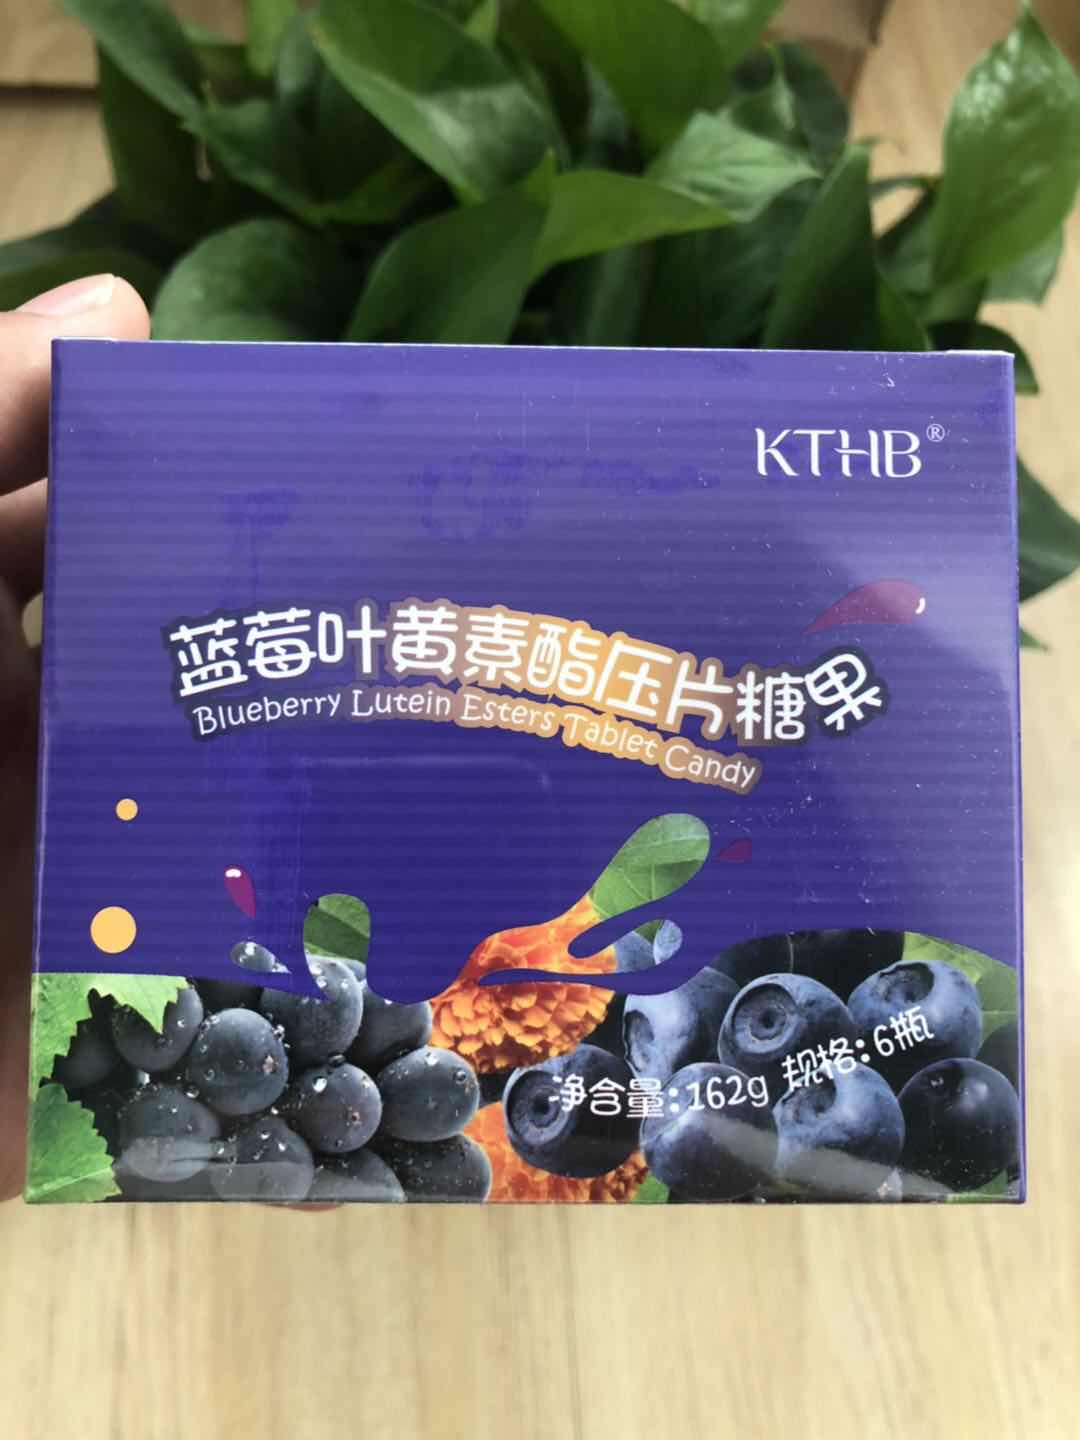 KTHB®
蓝莓叶黄素酯压片糖果
Blueberry Lutein Esters Tablet Candy
净含量:162g 规格:6瓶